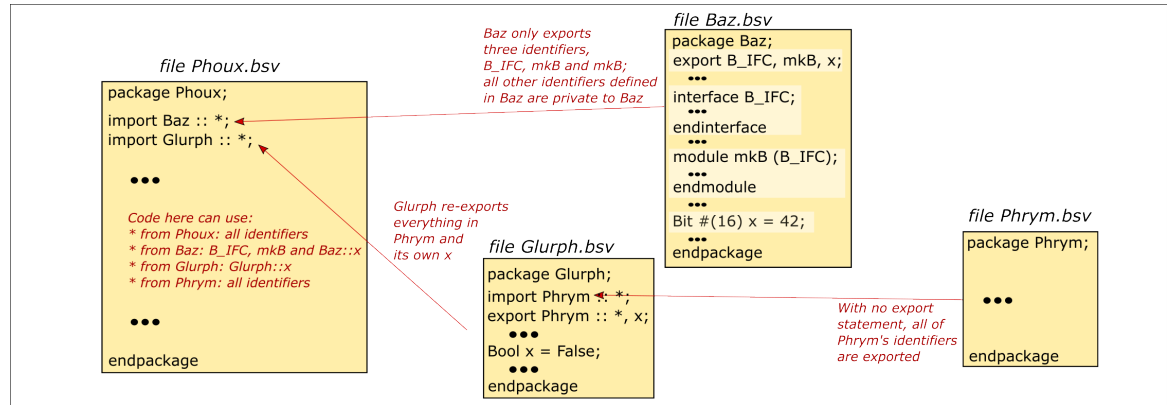 file Phoux.bsv
package Phoux;
import Baz :: *;
import Glurph :: *;
•••
Code here can use:
* from Phoux: all identifiers
* from Baz: B_IFC, mkB and Baz::x
* from Glurph: Glurph::x
* from Phrym: all identifiers
•••
endpackage
Baz only exports
three identifiers,
B_IFC, mkB and mkB;
all other identifiers defined
in Baz are private to Baz
file Baz.bsv
package Baz;
export B_IFC, mkB, x;
•••
interface B_IFC;
•••
endinterface
•••
module mkB (B_IFC);
•••
endmodule
•••
Bit #(16) x = 42;
•••
endpackage
Glurph re-exports
everything in
Phrym and
its own x
file Glurph.bsv
package Glurph;
import Phrym :: *;
export Phrym :: *, x;
•••
Bool x = False;
•••
endpackage
With no export
statement, all of
Phrym's identifiers
are exported
file Phrym.bsv
package Phrym;
•••
endpackage